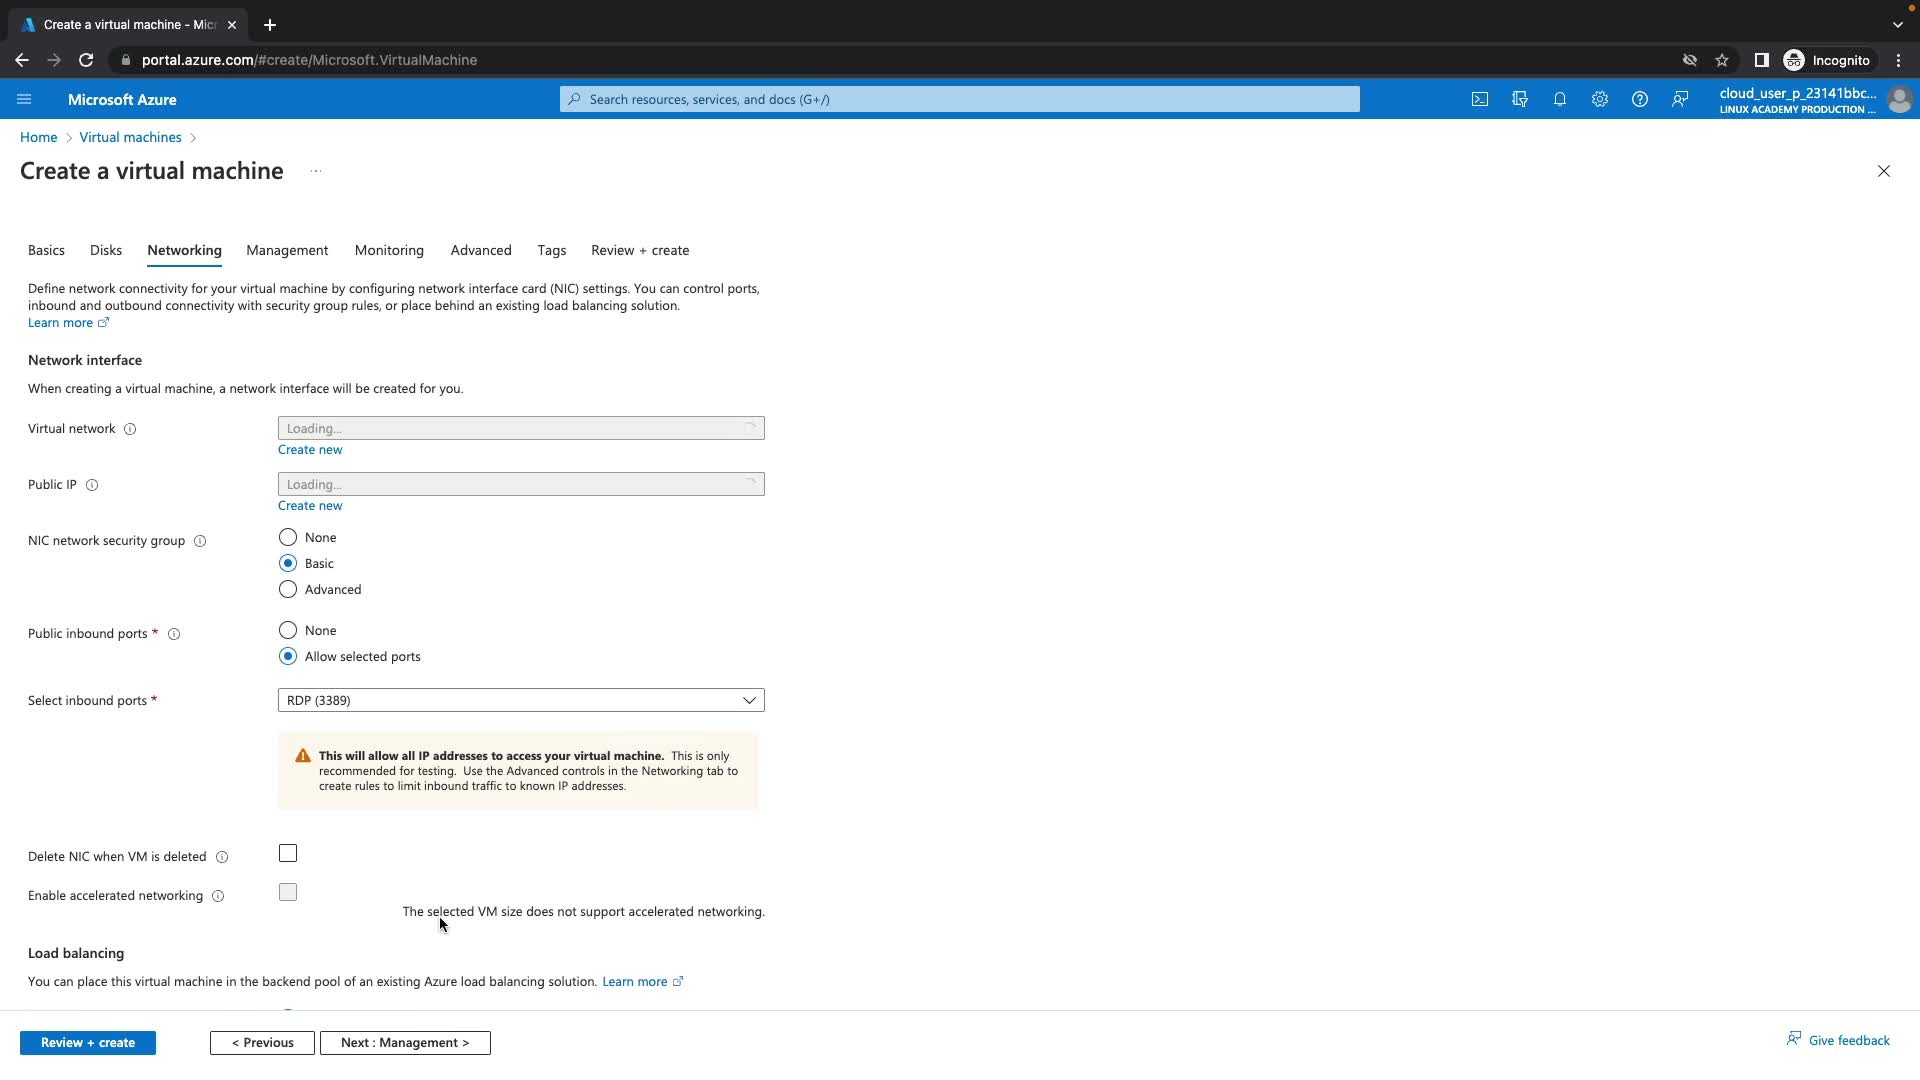 Create a virtual machine - Micr
portal.azure.com/#create/Microsoft.VirtualMachine
Incognito
Microsoft Azure
Search resources, services, and docs (G+/)
cloud_user_p_23141bbc...
LINUX ACADEMY PRODUCTION ...
Home > Virtual machines >
Create a virtual machine ...
Basics Disks Networking Management Monitoring Advanced Tags Review + create
Define network connectivity for your virtual machine by configuring network interface card (NIC) settings. You can control ports,
inbound and outbound connectivity with security group rules, or place behind an existing load balancing solution.
Learn more
Network interface
When creating a virtual machine, a network interface will be created for you.
Virtual network
Loading...
Create new
Public IP
Loading...
Create new
NIC network security group
None
Basic
Advanced
Public inbound ports *
None
Allow selected ports
Select inbound ports *
RDP (3389)
This will allow all IP addresses to access your virtual machine. This is only
recommended for testing. Use the Advanced controls in the Networking tab to
create rules to limit inbound traffic to known IP addresses.
Delete NIC when VM is deleted
Enable accelerated networking
The selected VM size does not support accelerated networking.
Load balancing
You can place this virtual machine in the backend pool of an existing Azure load balancing solution. Learn more
Review + create
< Previous
Next : Management >
Give feedback